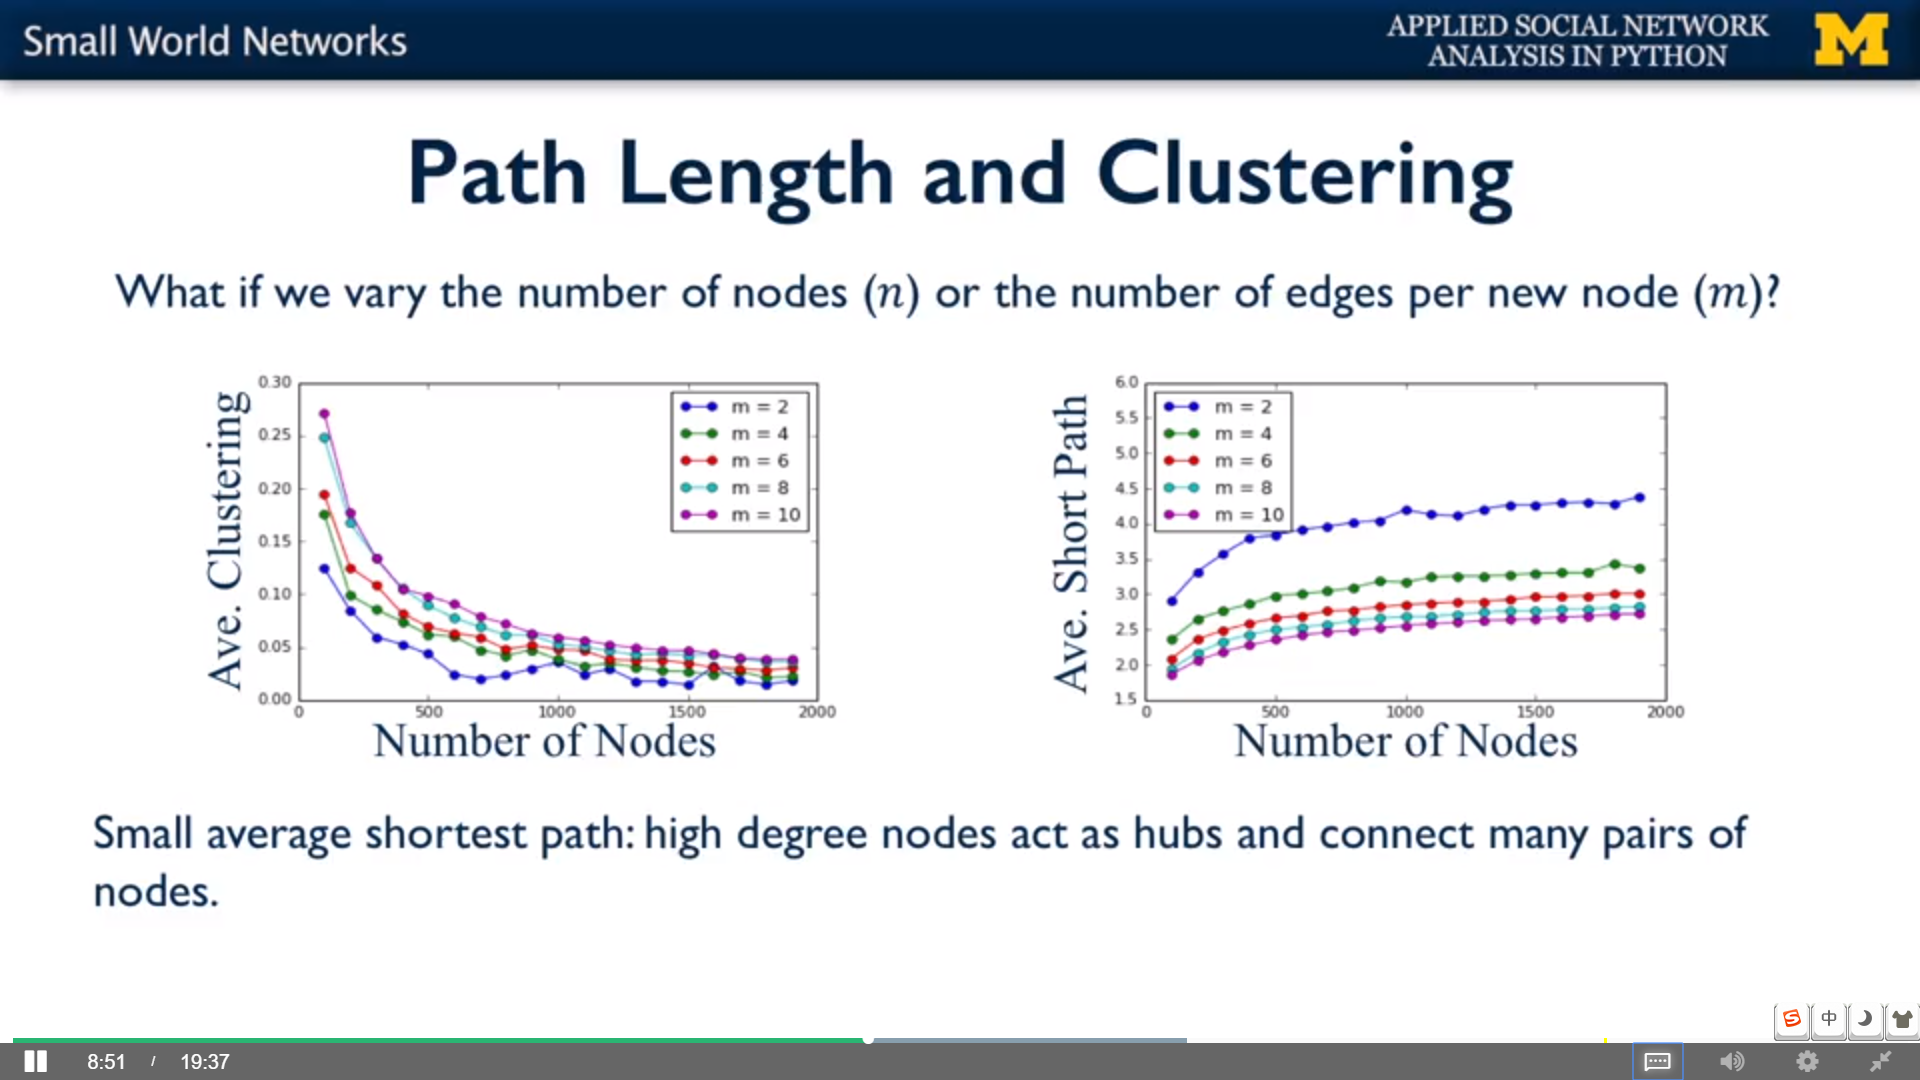 Small World Networks
APPLIED SOCIAL NETWORK
ANALYSIS IN PYTHON
M
Path Length and Clustering
What if we vary the number of nodes (n) or the number of edges per new node (m)?
Ave. Clustering
0.30
0.25
0.20
0.15
0.10
0.05
0.00
0 500 1000 1500 2000
Number of Nodes
m = 2
m = 4
m = 6
m = 8
m = 10
Ave. Short Path
6.0
5.5
5.0
4.5
4.0
3.5
3.0
2.5
2.0
1.5
0 500 1000 1500 2000
Number of Nodes
m = 2
m = 4
m = 6
m = 8
m = 10
Small average shortest path: high degree nodes act as hubs and connect many pairs of
nodes.
S 中
8:51 / 19:37